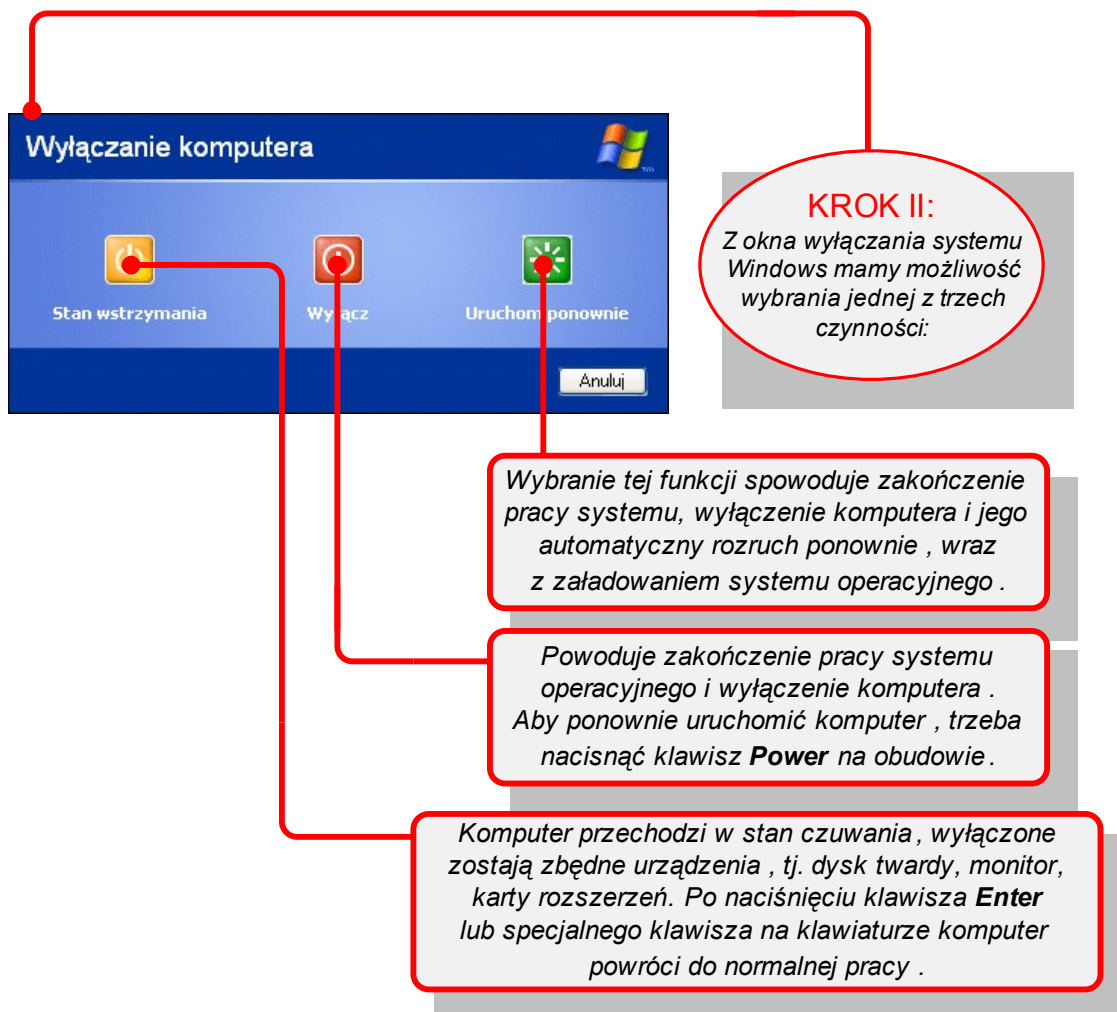 Wyłączanie komputera
TM
KROK II:
Z okna wyłączania systemu
Windows mamy możliwość
wybrania jednej z trzech
czynności:
Stan wstrzymania
Wyłącz
Uruchom ponownie
Anuluj
Wybranie tej funkcji spowoduje zakończenie
pracy systemu, wyłączenie komputera i jego
automatyczny rozruch ponownie , wraz
z załadowaniem systemu operacyjnego .
Powoduje zakończenie pracy systemu
operacyjnego i wyłączenie komputera .
Aby ponownie uruchomić komputer , trzeba
nacisnąć klawisz Power na obudowie .
Komputer przechodzi w stan czuwania , wyłączone
zostają zbędne urządzenia , tj. dysk twardy, monitor,
karty rozszerzeń. Po naciśnięciu klawisza Enter
lub specjalnego klawisza na klawiaturze komputer
powróci do normalnej pracy .